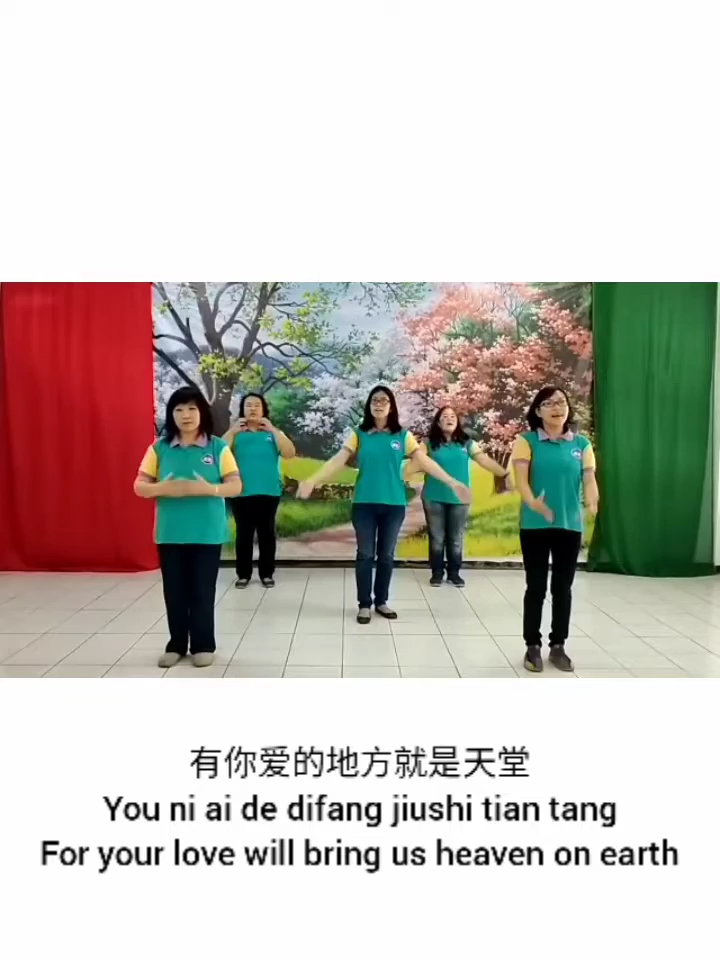 有你爱的地方就是天堂
You ni ai de difang jiushi tian tang
For your love will bring us heaven on earth